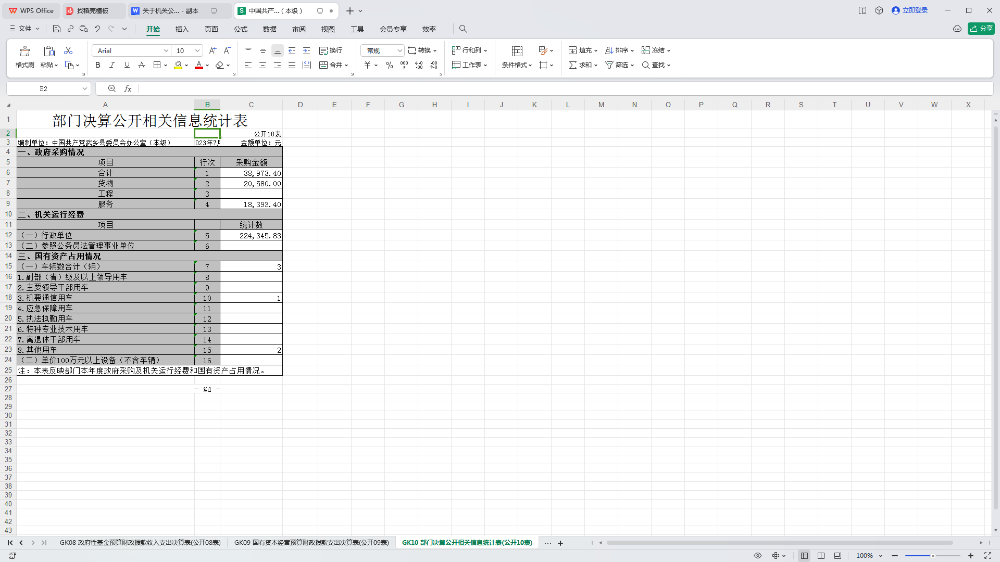 WPS Office 找稻壳模板 关于机关公... - 副本 中国共产...（本级）
立即登录
文件 开始 插入 页面 公式 数据 审阅 视图 工具 会员专享 效率 分享
格式刷 粘贴 Arial 10 换行 合并 常规 转换 行和列 工作表 条件格式 填充 排序 冻结 求和 筛选 查找
B2 fx
A B C D E F G H I J K L M N O P Q R S T U V W X
1 部门决算公开相关信息统计表
2 公开10表
3 编制单位：中国共产党武乡县委员会办公室（本级） 023年7月 金额单位：元
4 一、政府采购情况
5 项目 行次 采购金额
6 合计 1 38,973.40
7 货物 2 20,580.00
8 工程 3
9 服务 4 18,393.40
10 二、机关运行经费
11 项目 统计数
12 （一）行政单位 5 224,345.83
13 （二）参照公务员法管理事业单位 6
14 三、国有资产占用情况
15 （一）车辆数合计（辆） 7 3
16 1.副部（省）级及以上领导用车 8
17 2.主要领导干部用车 9
18 3.机要通信用车 10 1
19 4.应急保障用车 11
20 5.执法执勤用车 12
21 6.特种专业技术用车 13
22 7.离退休干部用车 14
23 8.其他用车 15 2
24 （二）单价100万元以上设备（不含车辆） 16
25 注：本表反映部门本年度政府采购及机关运行经费和国有资产占用情况。
26
27 — %d —
28
29
30
31
32
33
34
35
36
37
38
39
40
41
42
43
GK08 政府性基金预算财政拨款收入支出决算表(公开08表) GK09 国有资本经营预算财政拨款支出决算表(公开09表) GK10 部门决算公开相关信息统计表(公开10表) ...
100%